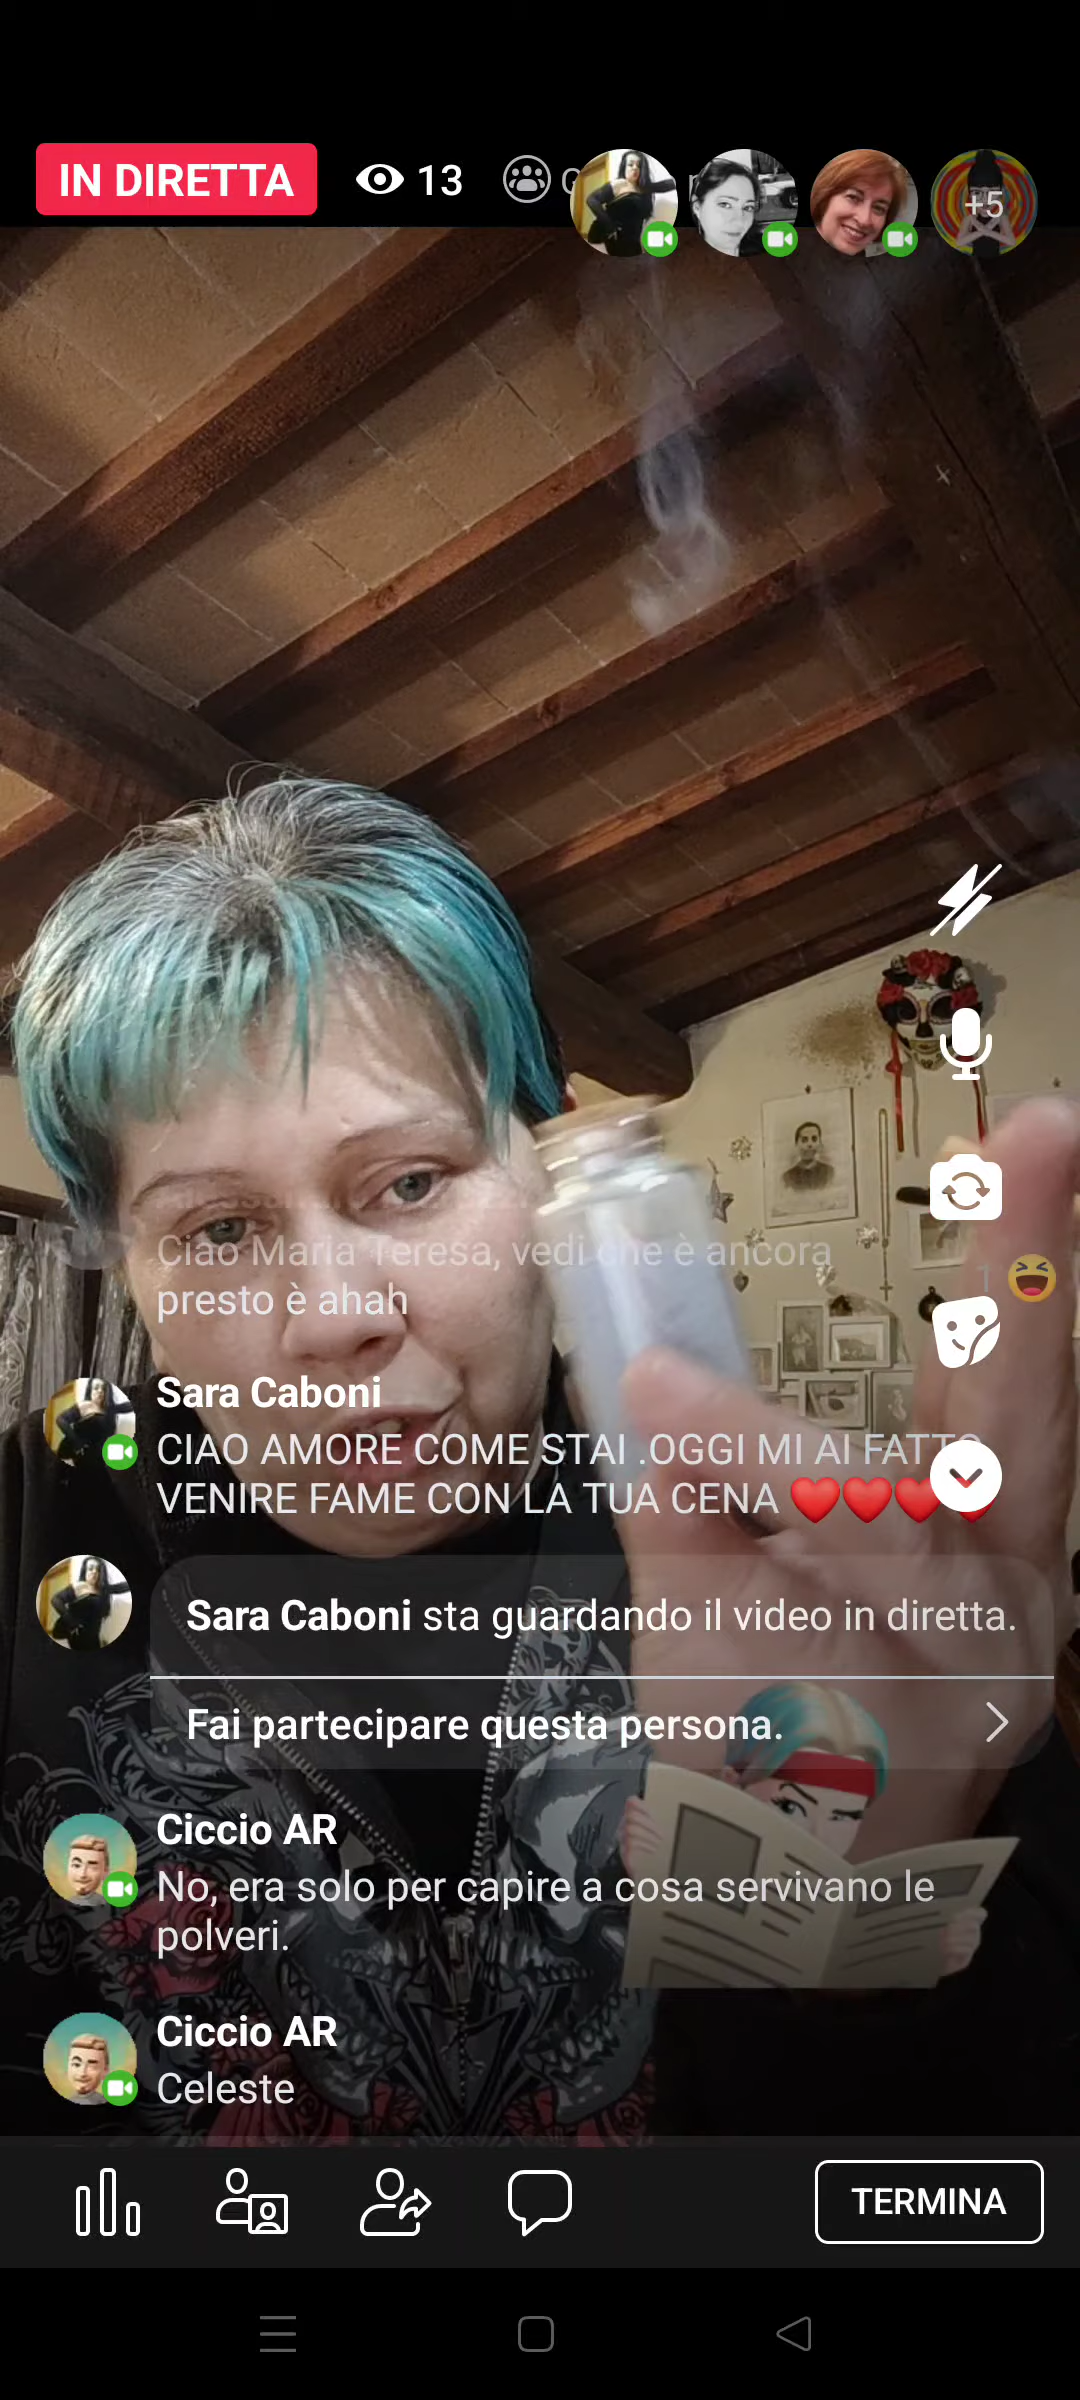 IN DIRETTA
13
+5
Ciao Maria Teresa, vedi che è ancora
presto è ahah
1
Sara Caboni
CIAO AMORE COME STAI .OGGI MI AI FATTO
VENIRE FAME CON LA TUA CENA ❤️❤️❤️❤️
Sara Caboni sta guardando il video in diretta.
Fai partecipare questa persona.
Ciccio AR
No, era solo per capire a cosa servivano le
polveri.
Ciccio AR
Celeste
TERMINA